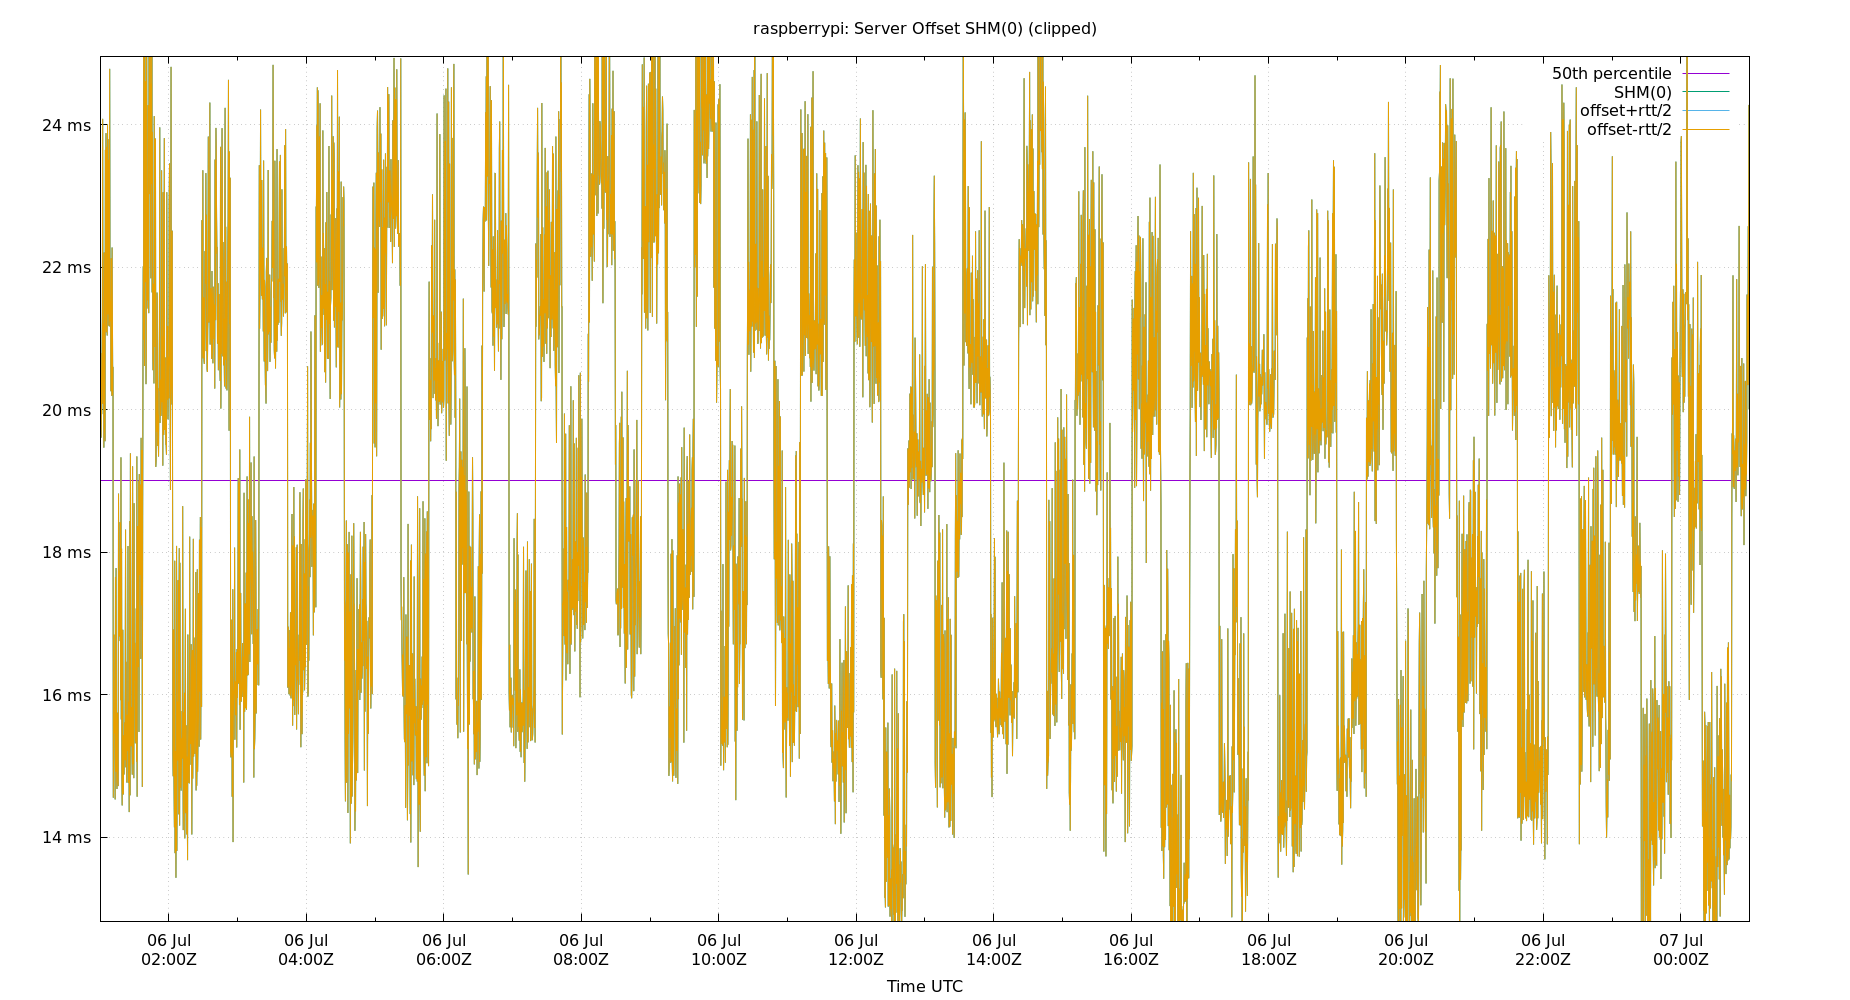 raspberrypi: Server Offset SHM(0) (clipped)
50th percentile
SHM(0)
offset+rtt/2
offset-rtt/2
24 ms
22 ms
20 ms
18 ms
16 ms
14 ms
06 Jul 06 Jul 06 Jul 06 Jul 06 Jul 06 Jul 06 Jul 06 Jul 06 Jul 06 Jul 06 Jul 07 Jul
02:00Z 04:00Z 06:00Z 08:00Z 10:00Z 12:00Z 14:00Z 16:00Z 18:00Z 20:00Z 22:00Z 00:00Z
Time UTC